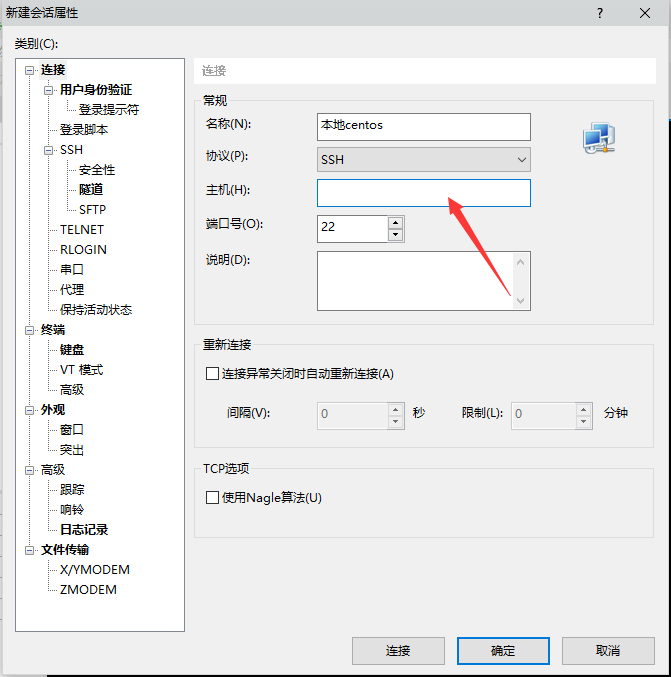 新建会话属性
类别(C):
连接
用户身份验证
登录提示符
登录脚本
SSH
安全性
隧道
SFTP
TELNET
RLOGIN
串口
代理
保持活动状态
终端
键盘
VT 模式
高级
外观
窗口
突出
高级
跟踪
响铃
日志记录
文件传输
X/YMODEM
ZMODEM
连接
常规
名称(N): 本地centos
协议(P): SSH
主机(H):
端口号(O): 22
说明(D):
重新连接
连接异常关闭时自动重新连接(A)
间隔(V): 0 秒 限制(L): 0 分钟
TCP选项
使用Nagle算法(U)
连接 确定 取消